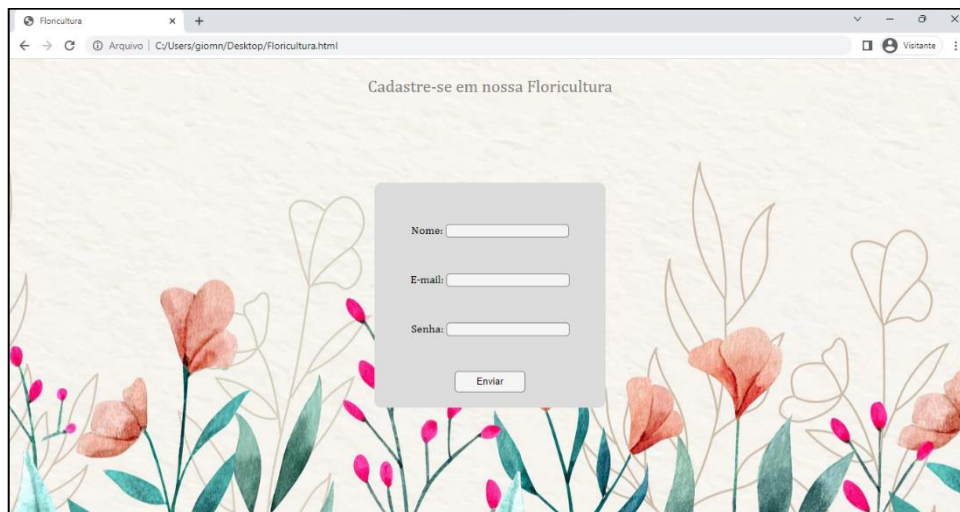 Floricultura
Arquivo | C:/Users/giomn/Desktop/Floricultura.html
Visitante
Cadastre-se em nossa Floricultura
Nome:
E-mail:
Senha:
Enviar